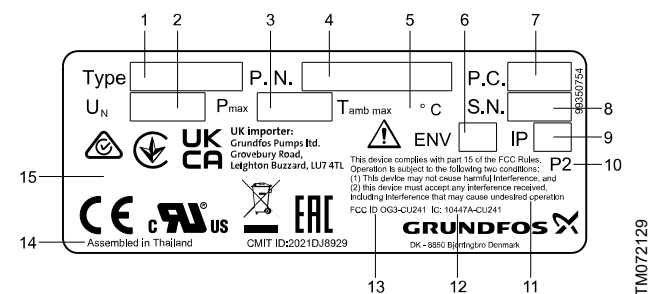 1 2 3 4 5 6 7
Type P.N. P.C.
UN Pmax Tamb max °C S.N. 8
99350754
ENV IP 9
UK CA
UK importer:
Grundfos Pumps ltd.
Grovebury Road,
Leighton Buzzard, LU7 4TL
P2 10
This device complies with part 15 of the FCC Rules.
Operation is subject to the following two conditions:
(1) This device may not cause harmful interference, and
(2) this device must accept any interference received,
including interference that may cause undesired operation
FCC ID OG3-CU241 IC: 10447A-CU241
15
CE c RU US EAC
GRUNDFOS X
14 Assembled in Thailand CMIT ID:2021DJ8929 DK - 8850 Bjerringbro Denmark
13 12 11
TM072129